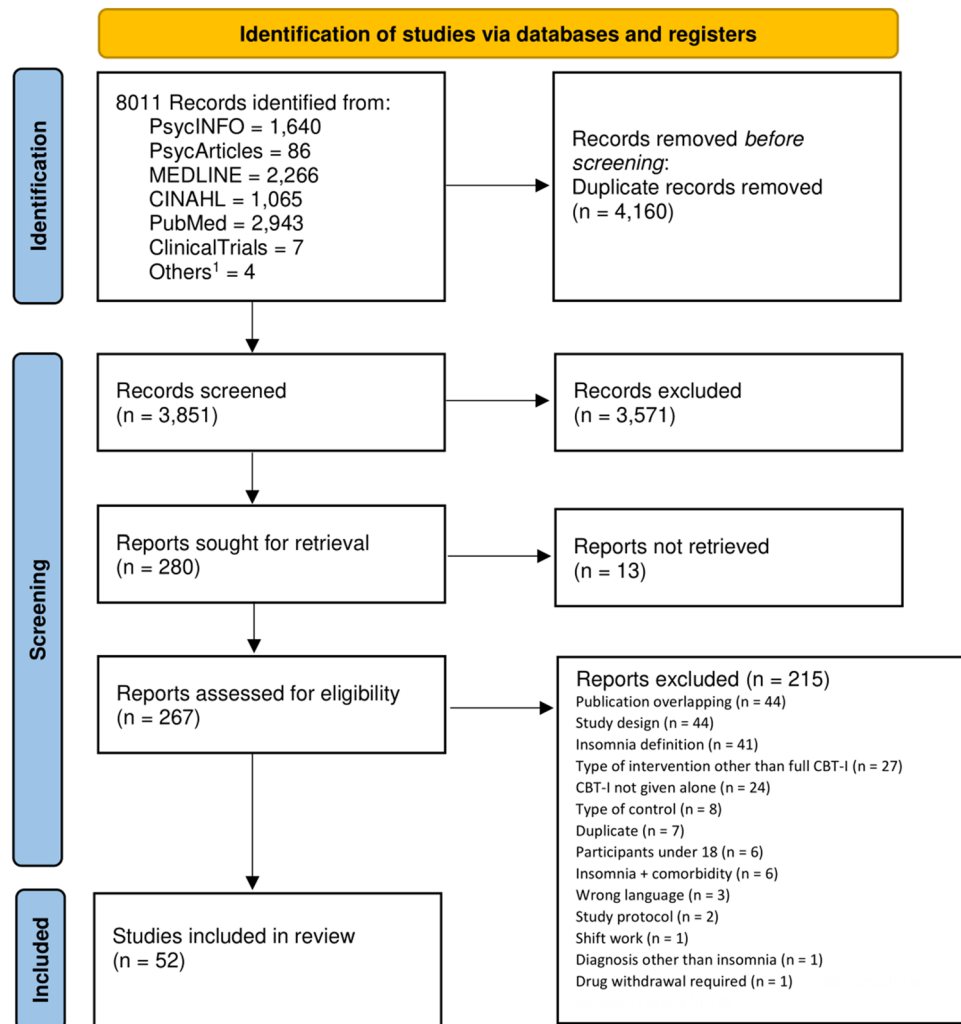 Identification of studies via databases and registers
Identification
8011 Records identified from:
PsycINFO = 1,640
PsycArticles = 86
MEDLINE = 2,266
CINAHL = 1,065
PubMed = 2,943
ClinicalTrials = 7
Others¹ = 4
Records removed before
screening:
Duplicate records removed
(n = 4,160)
Screening
Records screened
(n = 3,851)
Records excluded
(n = 3,571)
Reports sought for retrieval
(n = 280)
Reports not retrieved
(n = 13)
Reports assessed for eligibility
(n = 267)
Reports excluded (n = 215)
Publication overlapping (n = 44)
Study design (n = 44)
Insomnia definition (n = 41)
Type of intervention other than full CBT-I (n = 27)
CBT-I not given alone (n = 24)
Type of control (n = 8)
Duplicate (n = 7)
Participants under 18 (n = 6)
Insomnia + comorbidity (n = 6)
Wrong language (n = 3)
Study protocol (n = 2)
Shift work (n = 1)
Diagnosis other than insomnia (n = 1)
Drug withdrawal required (n = 1)
Included
Studies included in review
(n = 52)